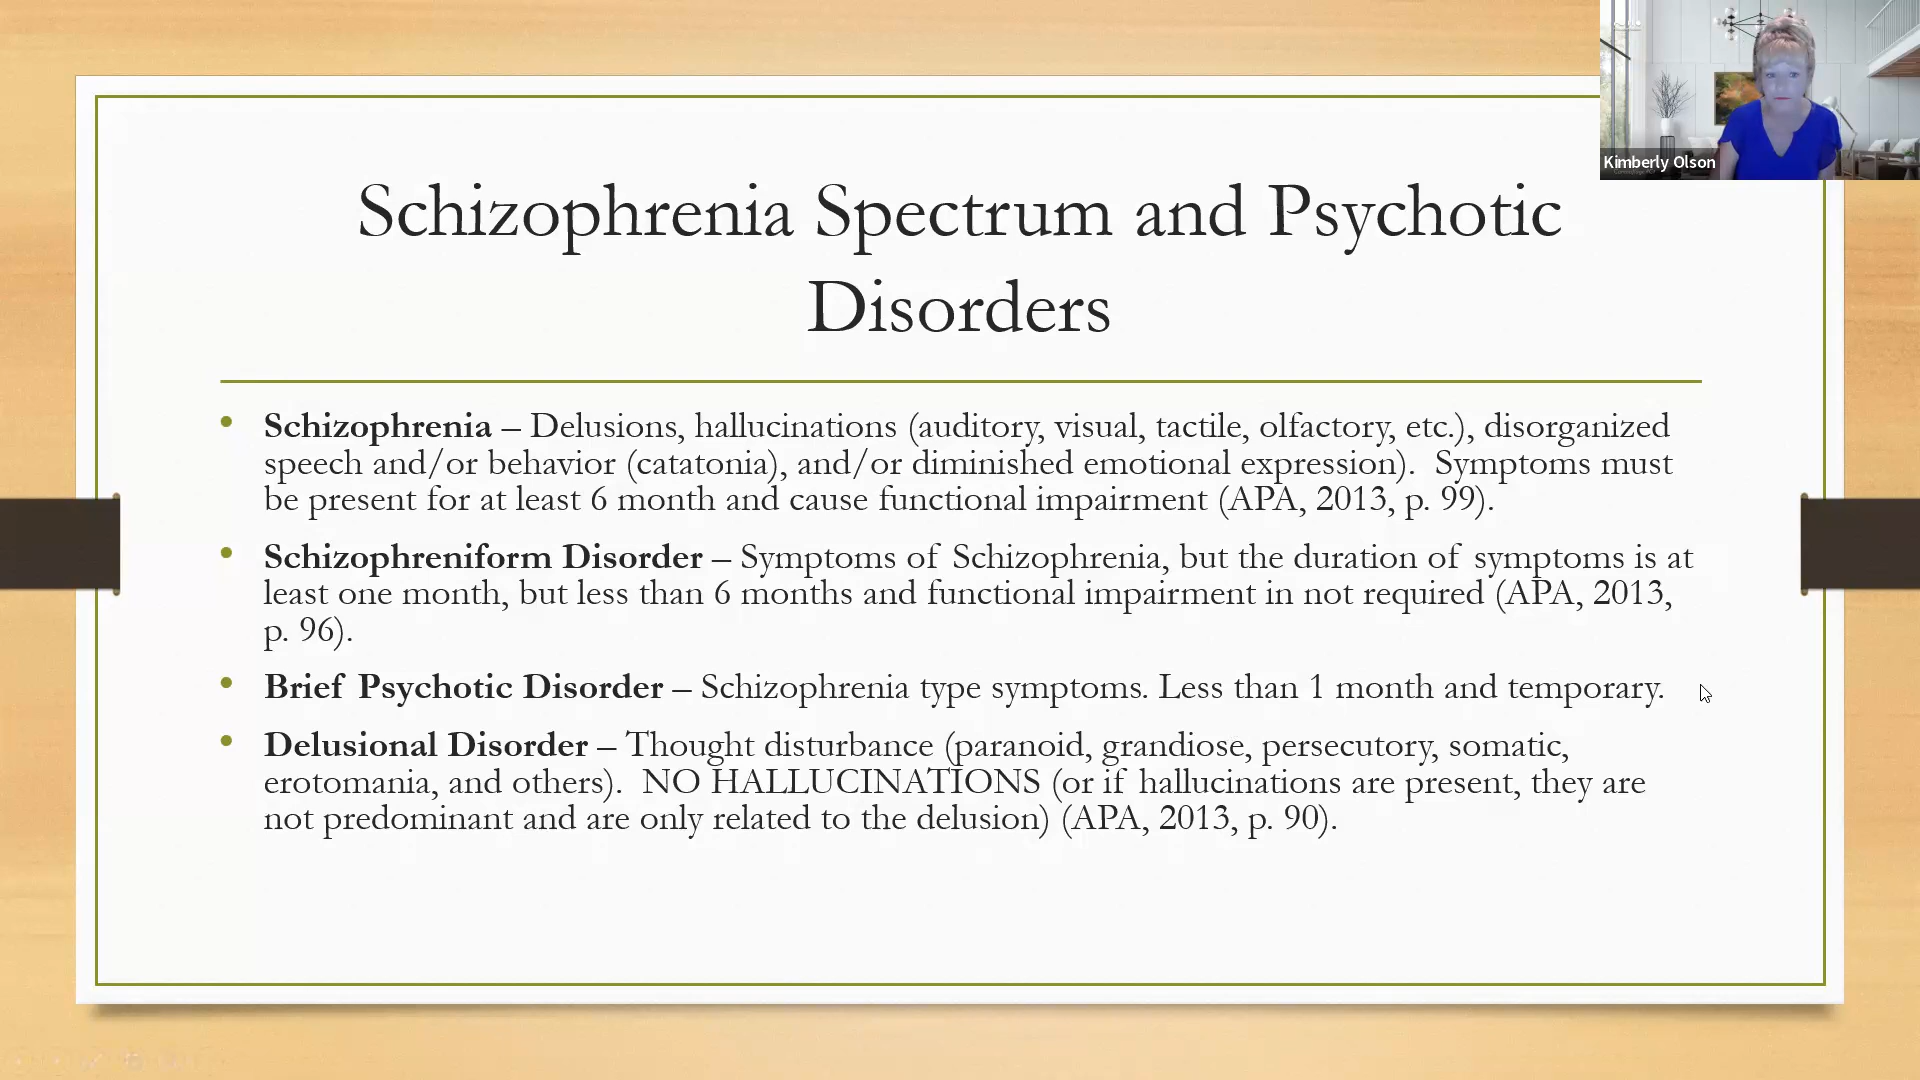 Kimberly Olson
Schizophrenia Spectrum and Psychotic
Disorders
• Schizophrenia – Delusions, hallucinations (auditory, visual, tactile, olfactory, etc.), disorganized
speech and/or behavior (catatonia), and/or diminished emotional expression).  Symptoms must
be present for at least 6 month and cause functional impairment (APA, 2013, p. 99).
• Schizophreniform Disorder – Symptoms of Schizophrenia, but the duration of symptoms is at
least one month, but less than 6 months and functional impairment in not required (APA, 2013,
p. 96).
• Brief Psychotic Disorder – Schizophrenia type symptoms. Less than 1 month and temporary.
• Delusional Disorder – Thought disturbance (paranoid, grandiose, persecutory, somatic,
erotomania, and others).  NO HALLUCINATIONS (or if hallucinations are present, they are
not predominant and are only related to the delusion) (APA, 2013, p. 90).